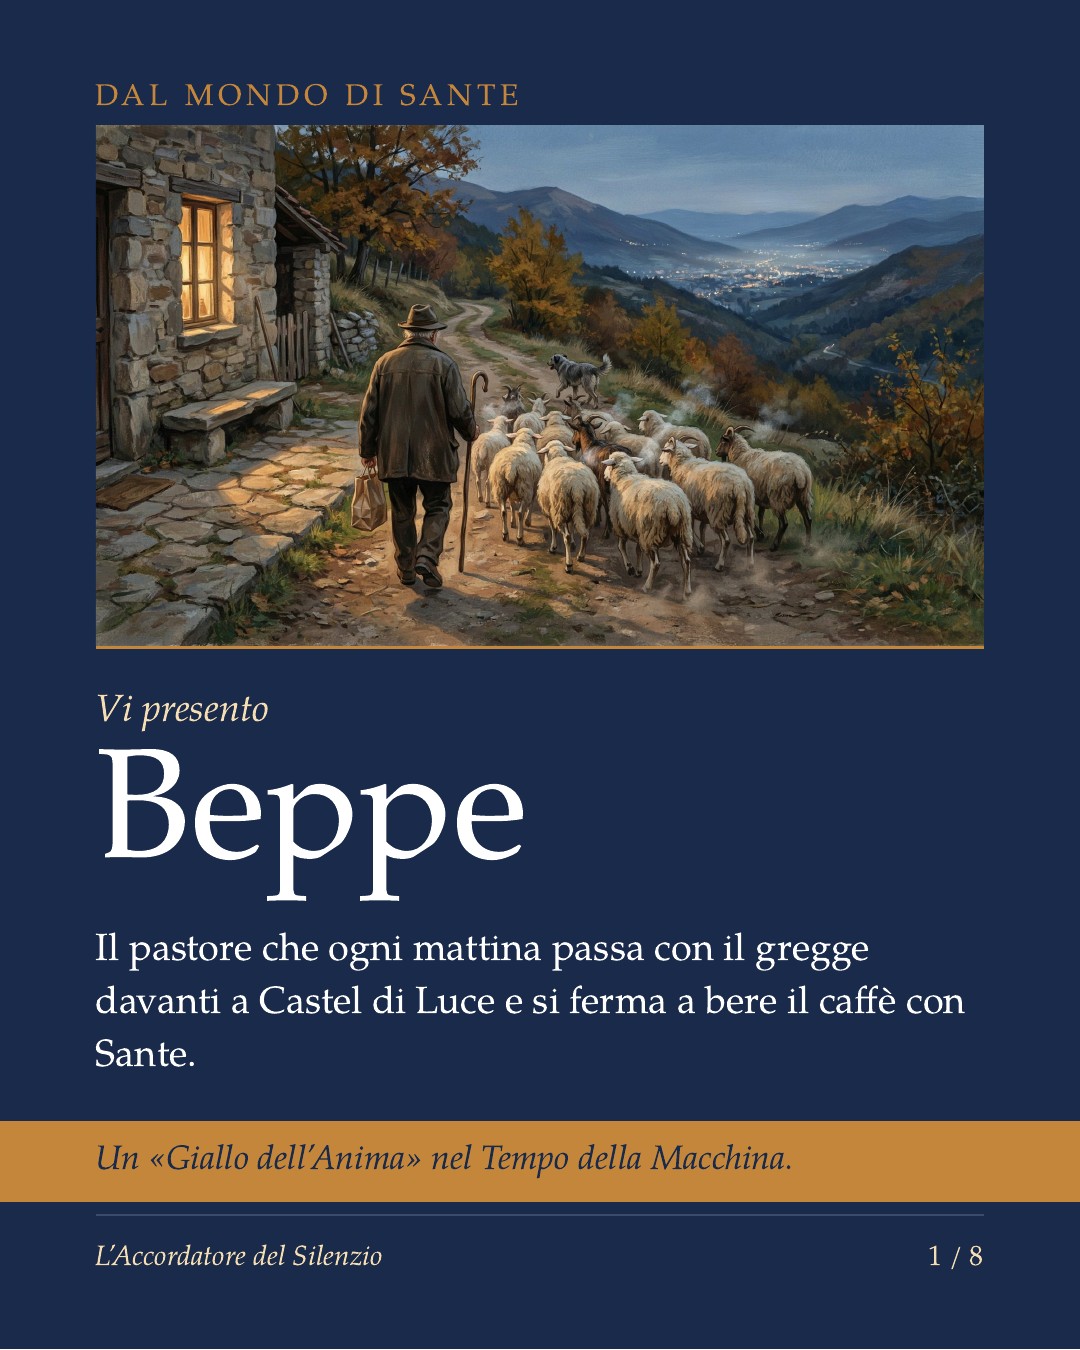 DAL MONDO DI SANTE
Vi presento
Beppe
Il pastore che ogni mattina passa con il gregge
davanti a Castel di Luce e si ferma a bere il caffè con
Sante.
Un «Giallo dell'Anima» nel Tempo della Macchina.
L'Accordatore del Silenzio
1 / 8